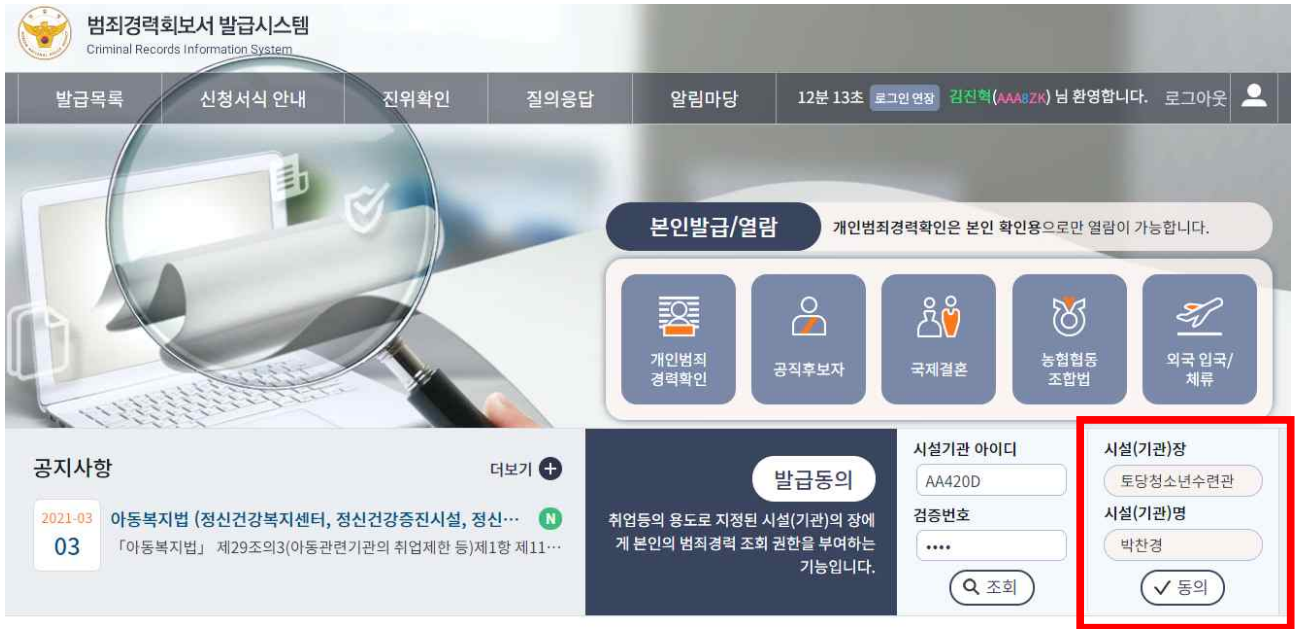 범죄경력회보서 발급시스템
Criminal Records Information System
발급목록 신청서식 안내 진위확인 질의응답 알림마당 12분 13초 로그인 연장 김진혁(AAA8ZK) 님 환영합니다. 로그아웃
본인발급/열람 개인범죄경력확인은 본인 확인용으로만 열람이 가능합니다.
개인범죄
경력확인
공직후보자
국제결혼
농협협동
조합법
외국 입국/
체류
공지사항 더보기
2021-03
03
아동복지법 (정신건강복지센터, 정신건강증진시설, 정신… N
「아동복지법」 제29조의3(아동관련기관의 취업제한 등)제1항 제11…
발급동의
취업등의 용도로 지정된 시설(기관)의 장에
게 본인의 범죄경력 조회 권한을 부여하는
기능입니다.
시설기관 아이디
AA420D
검증번호
••••
조회
시설(기관)장
토당청소년수련관
시설(기관)명
박찬경
동의